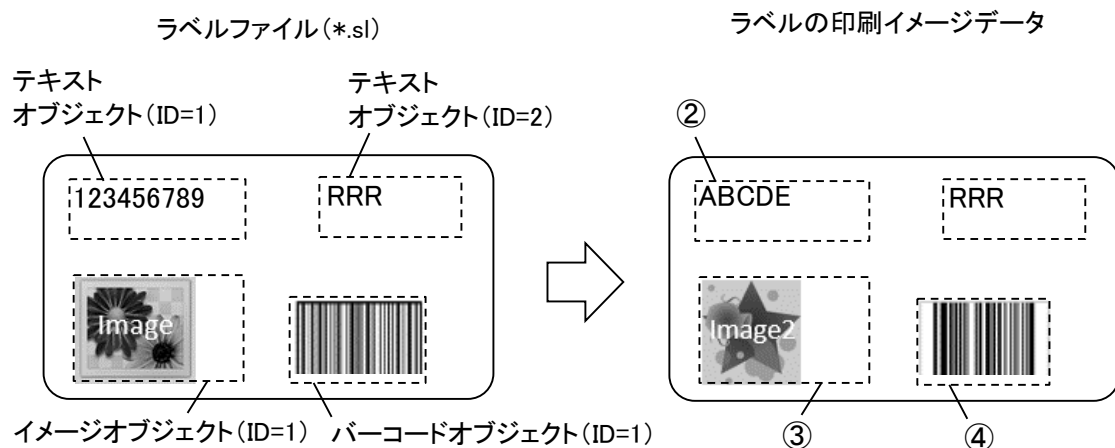 ラベルファイル(*.sl)
ラベルの印刷イメージデータ
テキスト
オブジェクト(ID=1)
テキスト
オブジェクト(ID=2)
②
123456789
RRR
ABCDE
RRR
Image
Image2
イメージオブジェクト(ID=1)
バーコードオブジェクト(ID=1)
③
④